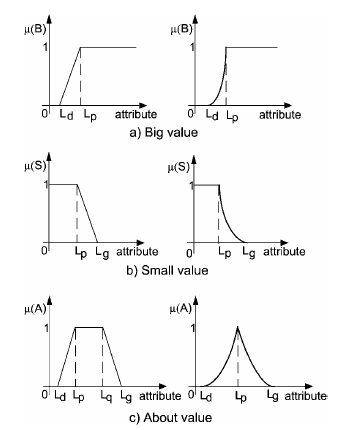 μ(B) μ(B)
1 1
0 Ld Lp attribute 0 Ld Lp attribute
a) Big value
μ(S) μ(S)
1 1
0 Lp Lg attribute 0 Lp Lg attribute
b) Small value
μ(A) μ(A)
1 1
0 Ld Lp Lq Lg attribute 0 Ld Lp Lg attribute
c) About value